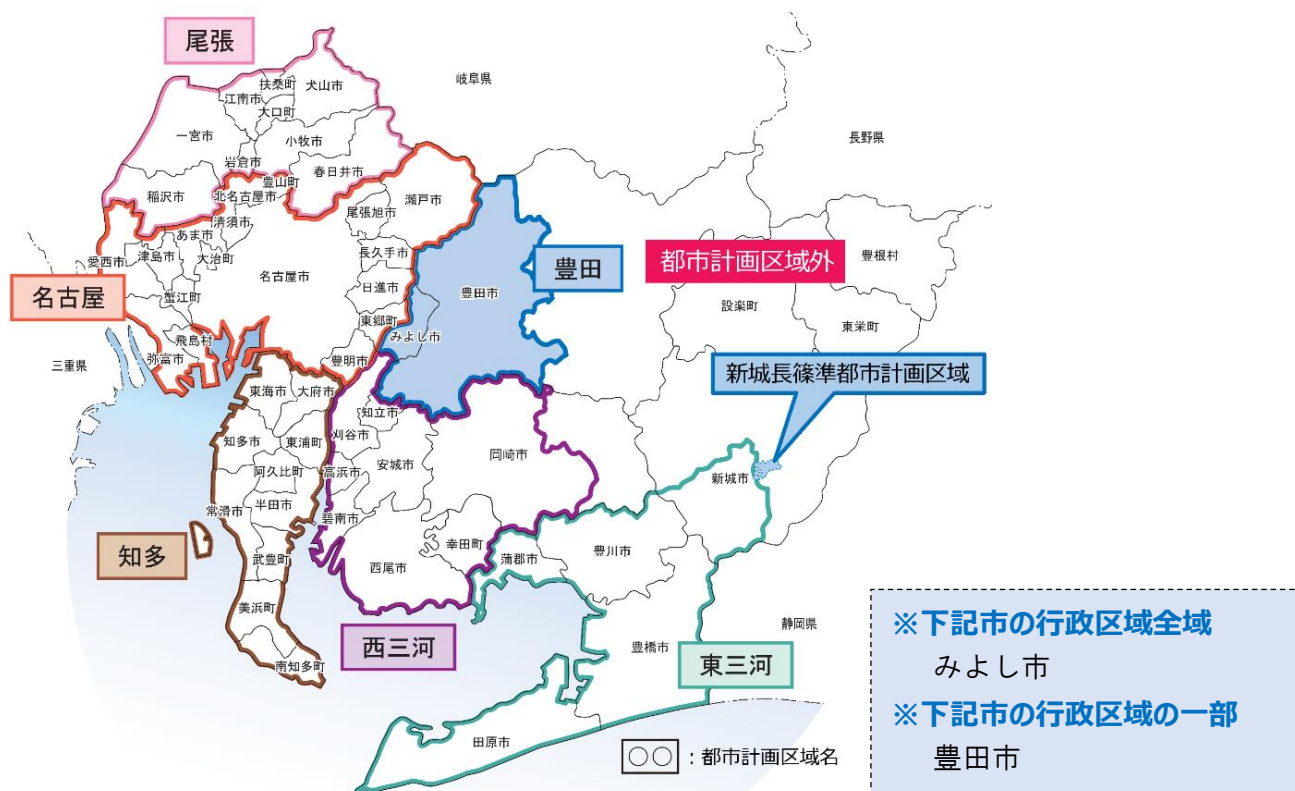 尾張
扶桑町
犬山市
岐阜県
江南市
大口町
長野県
一宮市
小牧市
岩倉市
春日井市
豊山町
稲沢市
北名古屋市
瀬戸市
尾張旭市
清須市
あま市
愛西市
津島市
大治町
長久手市
名古屋市
豊田
都市計画区域外
豊根村
名古屋
蟹江町
日進市
豊田市
設楽町
東郷町
東栄町
みよし市
飛島村
弥富市
豊明市
三重県
新城長篠準都市計画区域
東海市
大府市
知立市
知多市
東浦町
刈谷市
岡崎市
阿久比町
高浜市
安城市
新城市
半田市
常滑市
碧南市
知多
武豊町
幸田町
蒲郡市
豊川市
西尾市
美浜町
静岡県
西三河
豊橋市
東三河
南知多町
田原市
○○：都市計画区域名
※下記市の行政区域全域
みよし市
※下記市の行政区域の一部
豊田市